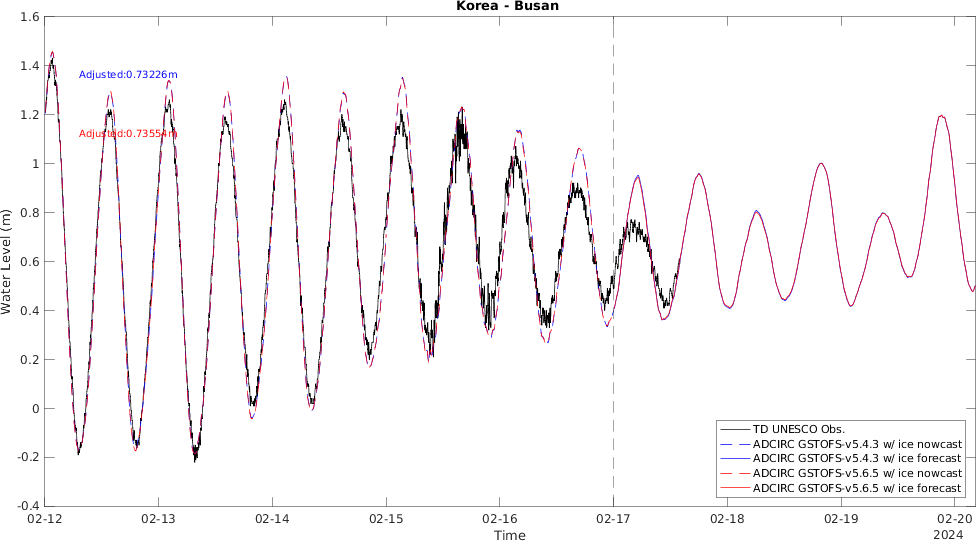 Korea - Busan
1.6
1.4
1.2
1
0.8
0.6
0.4
0.2
0
-0.2
-0.4
Water Level (m)
Adjusted:0.73226m
Adjusted:0.73554m
TD UNESCO Obs.
ADCIRC GSTOFS-v5.4.3 w/ ice nowcast
ADCIRC GSTOFS-v5.4.3 w/ ice forecast
ADCIRC GSTOFS-v5.6.5 w/ ice nowcast
ADCIRC GSTOFS-v5.6.5 w/ ice forecast
02-12 02-13 02-14 02-15 02-16 02-17 02-18 02-19 02-20
Time
2024